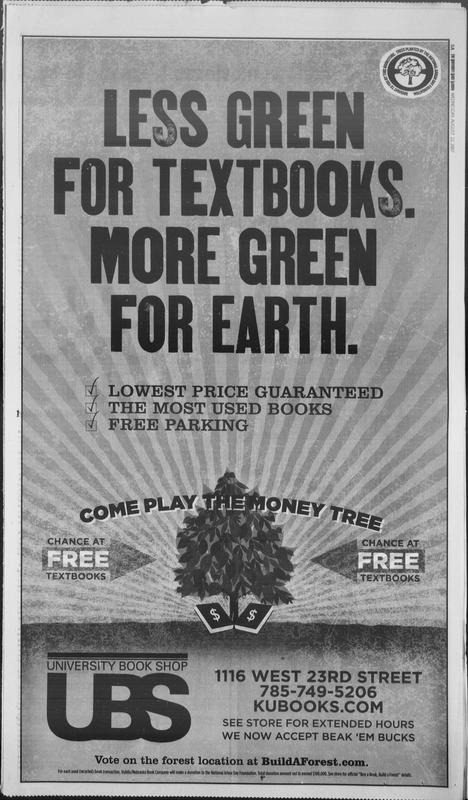 LESS GREEN
FOR TEXTBOOKS.
MORE GREEN
FOR EARTH.
LOWEST PRICE GUARANTEED
THE MOST USED BOOKS
FREE PARKING
COME PLAY THE MONEY TREE
CHANCE AT
FREE
TEXTBOOKS
CHANCE AT
FREE
TEXTBOOKS
$ $
UNIVERSITY BOOK SHOP
UBS
1116 WEST 23RD STREET
785-749-5206
KUBOOKS.COM
SEE STORE FOR EXTENDED HOURS
WE NOW ACCEPT BEAK 'EM BUCKS
Vote on the forest location at BuildAForest.com.